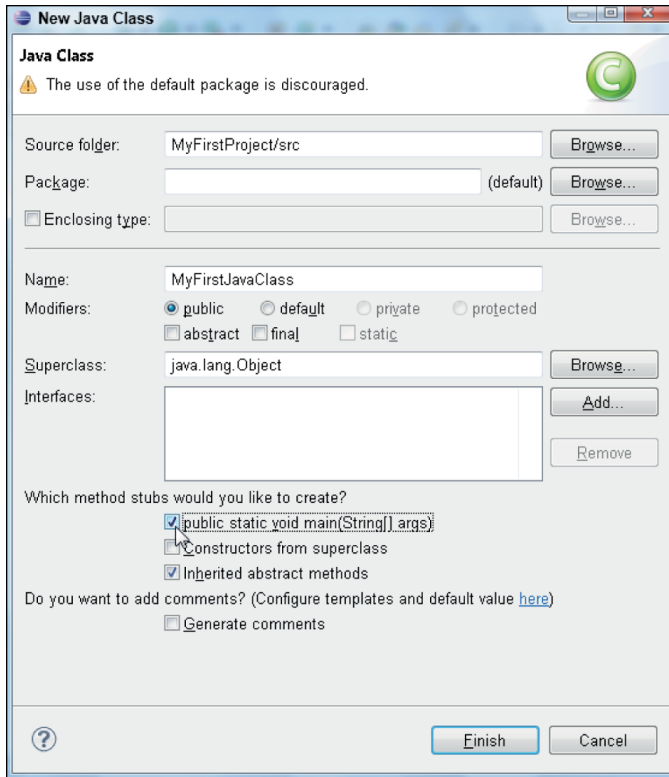 New Java Class
Java Class
The use of the default package is discouraged.
C
Source folder: MyFirstProject/src Browse...
Package: (default) Browse...
Enclosing type: Browse...
Name: MyFirstJavaClass
Modifiers: public default private protected
abstract final static
Superclass: java.lang.Object Browse...
Interfaces: Add...
Remove
Which method stubs would you like to create?
public static void main(String[] args)
Constructors from superclass
Inherited abstract methods
Do you want to add comments? (Configure templates and default value here)
Generate comments
? Finish Cancel